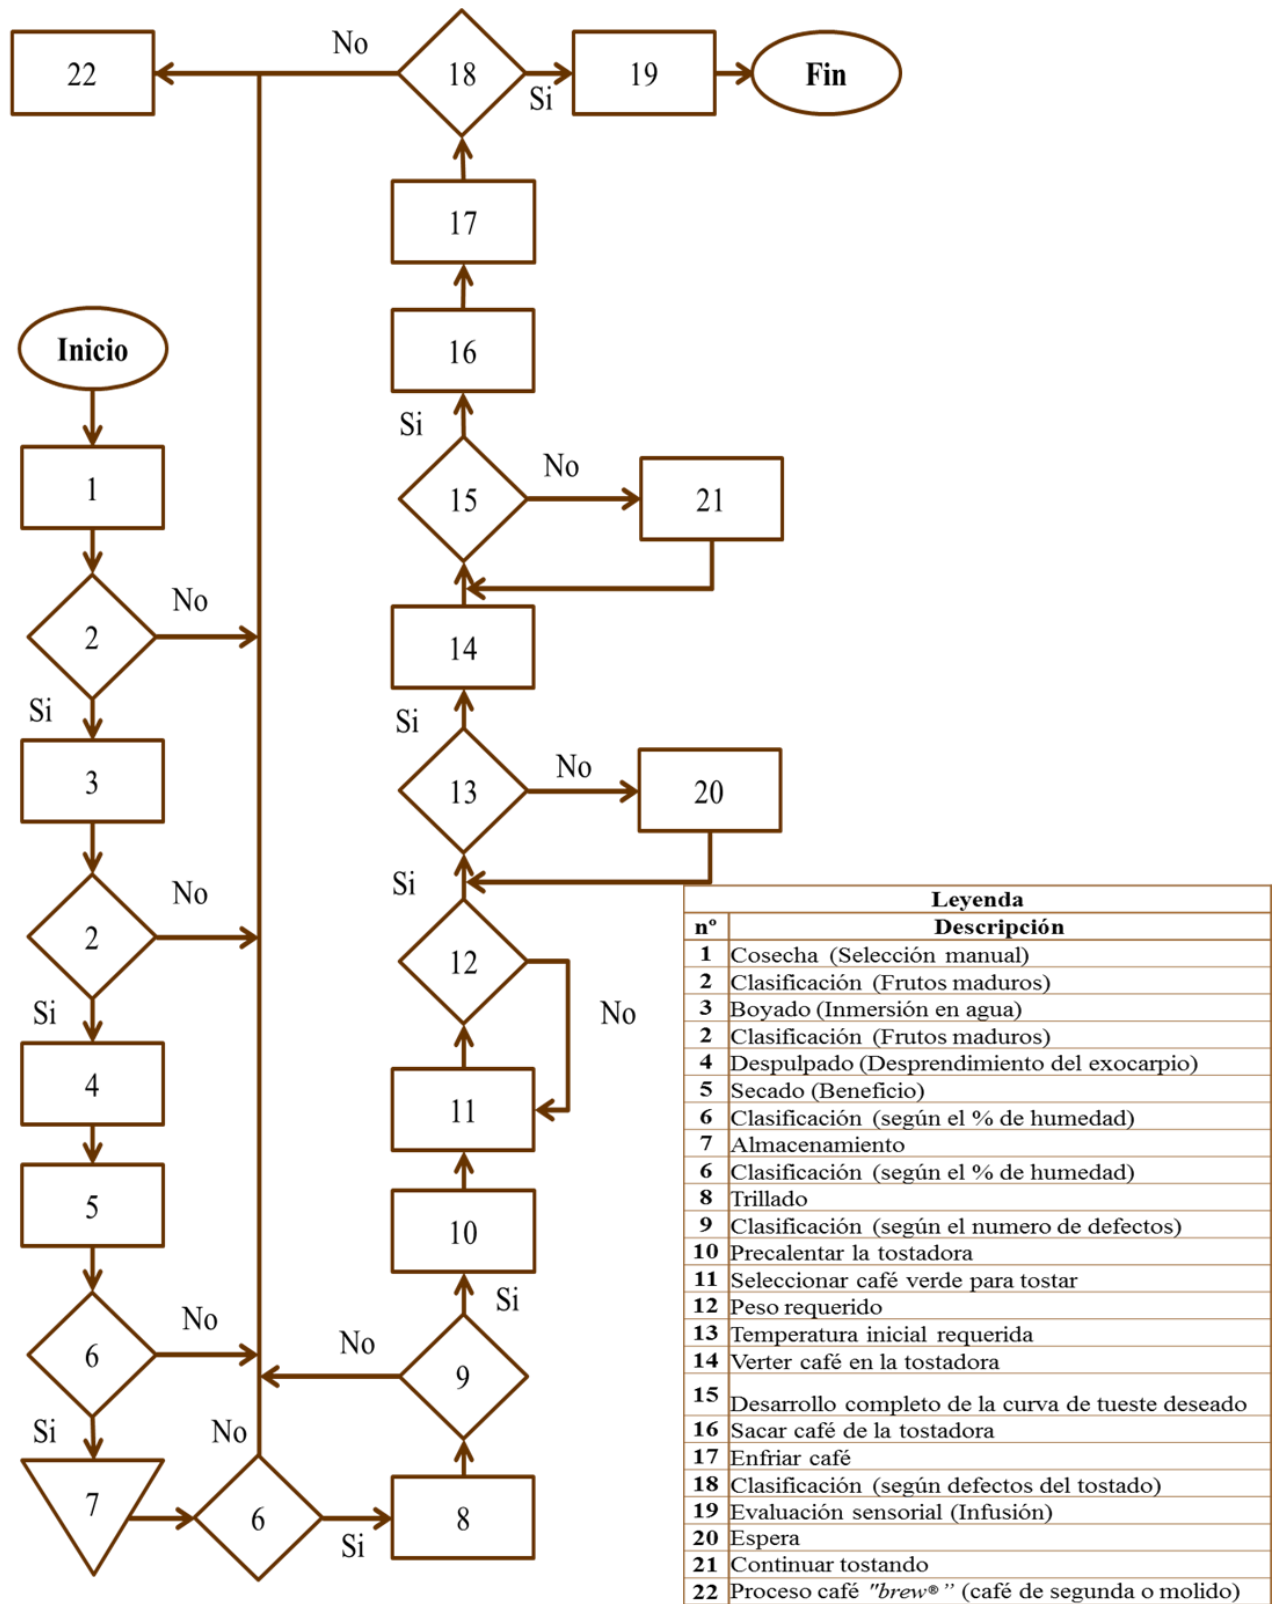 22
No
18
Si
19
Fin
17
Inicio
16
Si
1
15
No
21
No
2
14
Si
Si
3
13
No
20
No
2
Si
12
No
Si
4
11
5
10
Si
No
6
No
9
Si
No
7
6
Si
8
Leyenda
nº Descripción
1 Cosecha (Selección manual)
2 Clasificación (Frutos maduros)
3 Boyado (Inmersión en agua)
2 Clasificación (Frutos maduros)
4 Despulpado (Desprendimiento del exocarpio)
5 Secado (Beneficio)
6 Clasificación (según el % de humedad)
7 Almacenamiento
6 Clasificación (según el % de humedad)
8 Trillado
9 Clasificación (según el numero de defectos)
10 Precalentar la tostadora
11 Seleccionar café verde para tostar
12 Peso requerido
13 Temperatura inicial requerida
14 Verter café en la tostadora
15 Desarrollo completo de la curva de tueste deseado
16 Sacar café de la tostadora
17 Enfriar café
18 Clasificación (según defectos del tostado)
19 Evaluación sensorial (Infusión)
20 Espera
21 Continuar tostando
22 Proceso café "brew®" (café de segunda o molido)